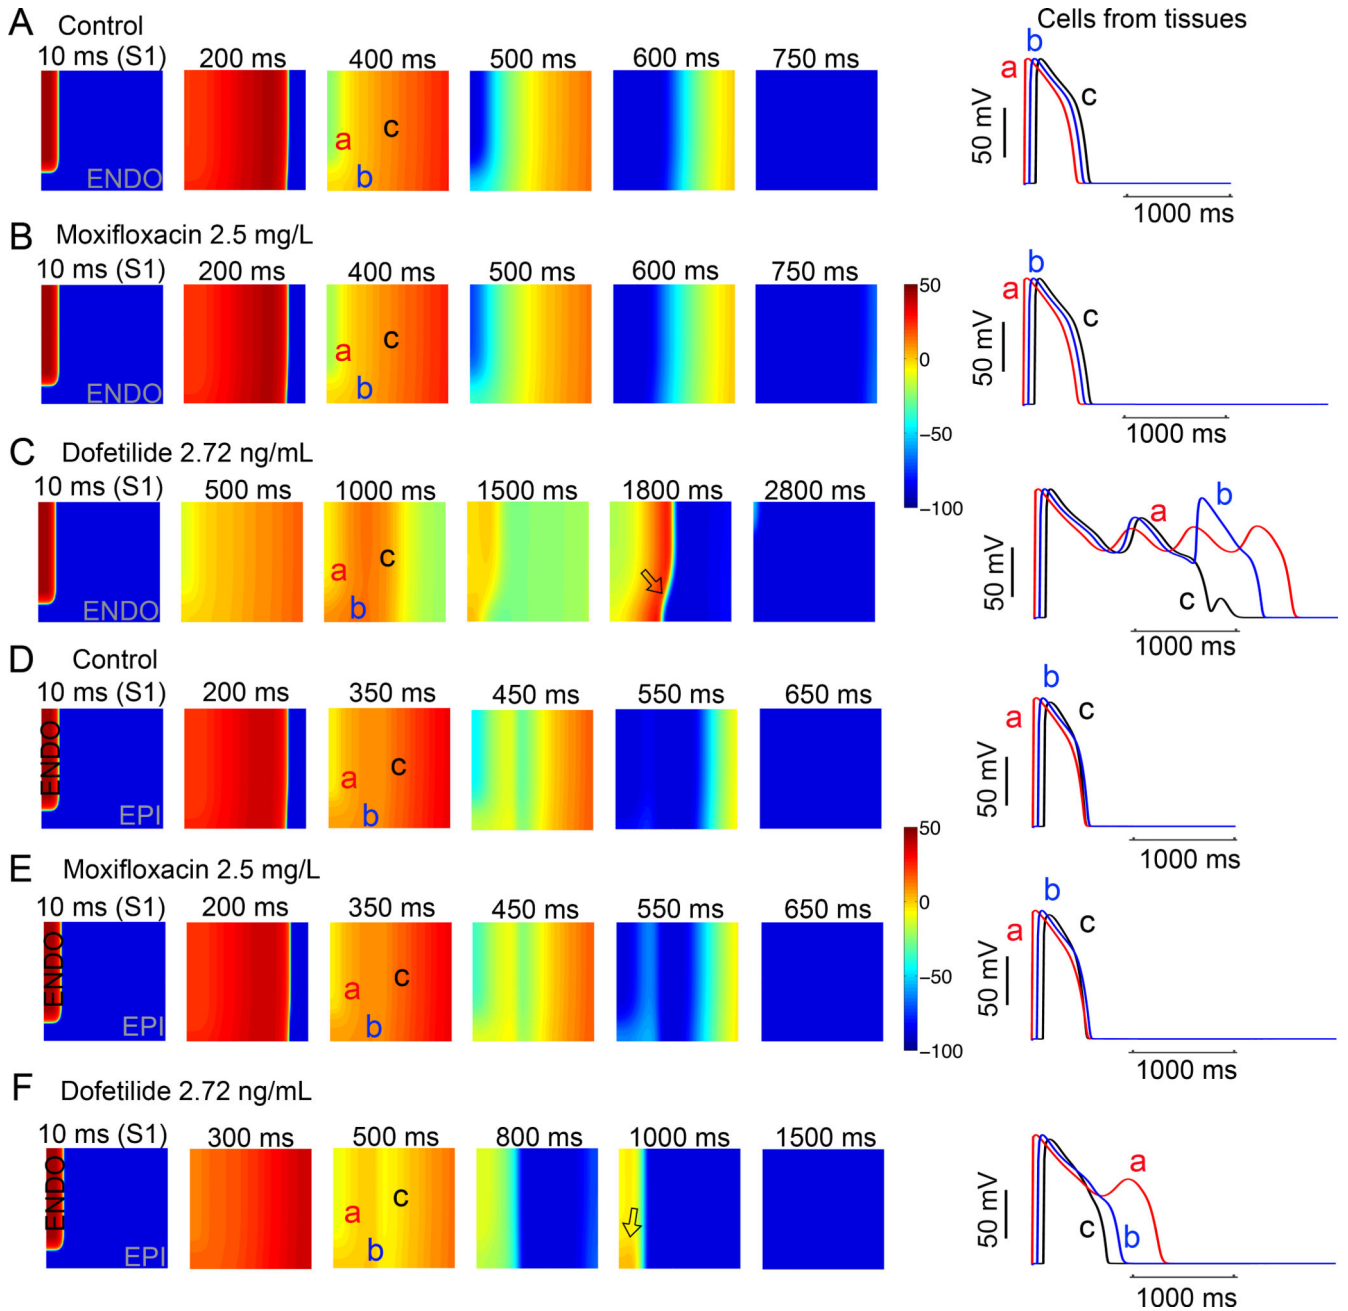 A Control Cells from tissues
10 ms (S1) 200 ms 400 ms 500 ms 600 ms 750 ms
a b c
ENDO
a b c
50 mV
1000 ms
B Moxifloxacin 2.5 mg/L
10 ms (S1) 200 ms 400 ms 500 ms 600 ms 750 ms
a b c
ENDO
a b c
50 mV
1000 ms
50
0
−50
−100
C Dofetilide 2.72 ng/mL
10 ms (S1) 500 ms 1000 ms 1500 ms 1800 ms 2800 ms
a b c
ENDO
a b c
50 mV
1000 ms
D Control
10 ms (S1) 200 ms 350 ms 450 ms 550 ms 650 ms
ENDO
a b c
EPI
a b c
50 mV
1000 ms
50
0
−50
−100
E Moxifloxacin 2.5 mg/L
10 ms (S1) 200 ms 350 ms 450 ms 550 ms 650 ms
ENDO
a b c
EPI
a b c
50 mV
1000 ms
F Dofetilide 2.72 ng/mL
10 ms (S1) 300 ms 500 ms 800 ms 1000 ms 1500 ms
ENDO
a b c
EPI
a b c
50 mV
1000 ms